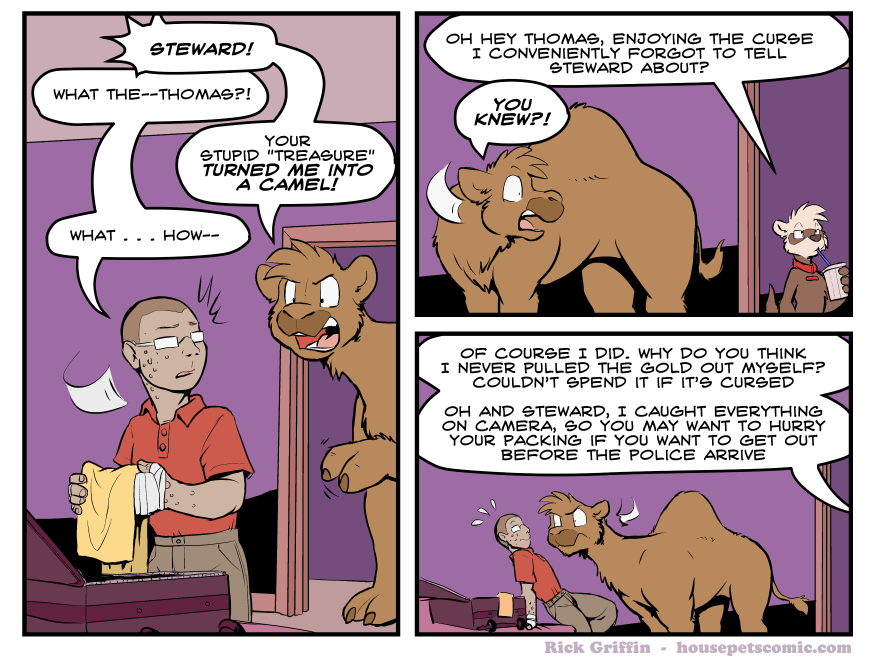 STEWARD!
WHAT THE--THOMAS?!
YOUR
STUPID "TREASURE"
TURNED ME INTO
A CAMEL!
WHAT . . . HOW--
OH HEY THOMAS, ENJOYING THE CURSE
I CONVENIENTLY FORGOT TO TELL
STEWARD ABOUT?
YOU
KNEW?!
OF COURSE I DID. WHY DO YOU THINK
I NEVER PULLED THE GOLD OUT MYSELF?
COULDN'T SPEND IT IF IT'S CURSED
OH AND STEWARD, I CAUGHT EVERYTHING
ON CAMERA, SO YOU MAY WANT TO HURRY
YOUR PACKING IF YOU WANT TO GET OUT
BEFORE THE POLICE ARRIVE
Rick Griffin - housepetscomic.com